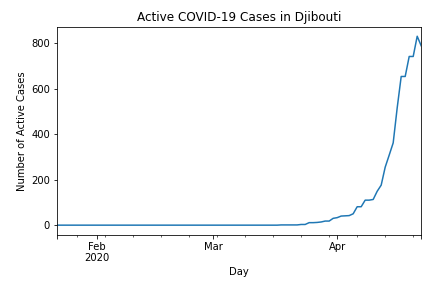 Active COVID-19 Cases in Djibouti
Number of Active Cases
800
600
400
200
0
Feb
2020
Mar
Apr
Day